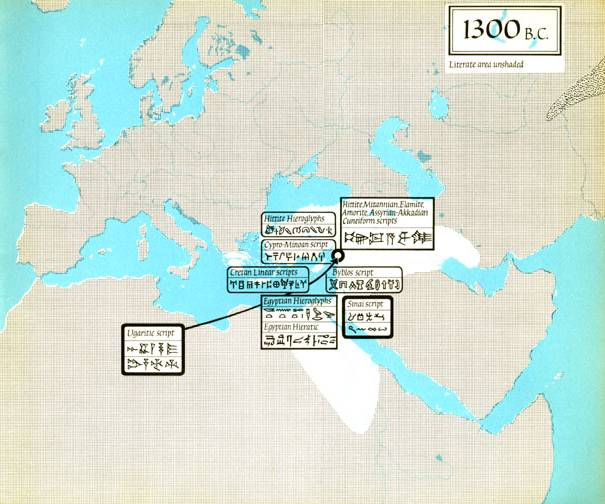 1300 B.C.
Literate area unshaded
Hittite, Mitannian, Elamite,
Amorite, Assyrian-Akkadian
Cuneiform scripts
Hittite Hieroglyphs
Cypto-Minoan script
Cretan Linear scripts
Byblos script
Egyptian Hieroglyphs
Sinai script
Egyptian Hieratic
Ugaritic script